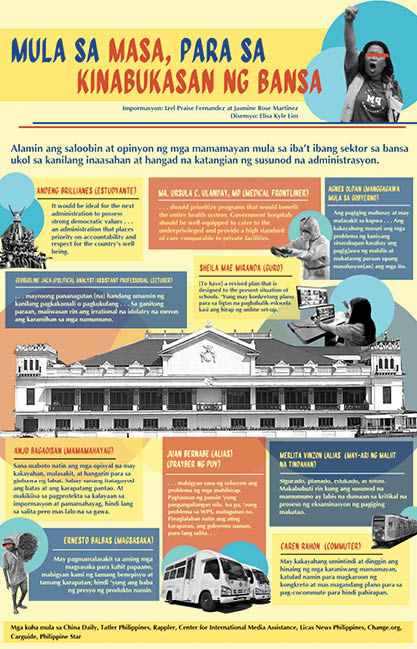 MULA SA MASA, PARA SA
KINABUKASAN NG BANSA
Impormasyon: Izel Praise Fernandez at Jasmine Rose Martinez
Disensyo: Elisa Kyle Lim
Alamin ang saloobin at opinyon ng mga mamamayan mula sa iba't ibang sektor sa bansa
ukol sa kanilang inaasahan at hangad na katangian ng susunod na administrasyon.
ANDENG BRILLIANES (ESTUDYANTE)
It would be ideal for the next
administration to possess
strong democratic values . . .
an administration that places
priority on accountability and
respect for the country's well
being.
MA. URSULA C. ULANDAY, MD (MEDICAL FRONTLINER)
. . . should prioritize programs that would benefit
the entire health system. Government hospitals
should be well-equipped to cater to the
underprivileged and provide a high standard
of care comparable to private facilities.
AGNES OLPAN (MANGGAGAWA
MULA SA GOBYERNO)
Ang pagiging mahusay at may
malasakit sa kapwa . . . Ang
kakayahang masuri ang mga
problema ng kaniyang
sinasakupan kasabay ang
paggawa ng mabilis at
makataong paraan upang
masolusyon(an) ang mga ito.
GEORGELINE JACA (POLITICAL ANALYST/ASSISTANT PROFESSORIAL LECTURER)
. . . mayroong pananagutan [na] handang umamin ng
kanilang pagkakamali o pagkukulang . . . Sa ganitong
paraan, maiiwasan rin ang irrational na idolatry na meron
ang karamihan sa mga namumuno.
SHEILA MAE MIRANDA (GURO)
[To have] a revised plan that is
designed to the present situation of
schools. 'Yung may konkretong plano
para sa ligtas na pagbabalik-eskwela
kasi ang hirap ng online set-up.
ANJO BAGAOISAN (MAMAMAHAYAG)
Sana maboto natin ang mga opisyal na may
kakayahan, malasakit, at hangarin para sa
ginhawa ng lahat.
ang batas at ang karapatang pantao. At
makikiisa sa pagprotekta sa kalayaan sa
impormasyon at pamamahayag, hindi lang
sa salita pero mas lalo na sa gawa.
JUAN BERNABE (ALIAS)
(DRAYBER NG PUV)
. . . mabigyan sana ng solusyon ang
problema ng mga mahihirap.
Pagtuunan ng pansin 'yung
pangangailangan nila. Isa pa, 'yung
problema sa WPS, matugunan na.
Pinaglalaban natin ang ating
karapatan, ang gobyerno naman,
puro lang salita. . .
MERLITA VINZON (ALIAS) (MAY-ARI NG MALIIT
NA TINDAHAN)
Sigurado, planado, edukado, at totoo.
Makabubuti rin kung ang susunod na
mamumuno ay labis na dumaan sa kritikal na
proseso ng eksaminasyon ng pagiging
makatao.
ERNESTO BALBAS (MAGSASAKA)
May pagmamalasakit sa aming mga
magsasaka para kahit papaano,
mabigyan kami ng tamang benepisyo at
tamang karapatan; hindi 'yung ang baba
ng presyo ng produkto namin.
CAREN RAHON (COMMUTER)
May kakayahang umintindi at dinggin ang
hinaing ng mga karaniwang mamamayan,
katulad namin para magkaroon ng
kongkreto at mas magandang plano para sa
pag-cocommute para hindi pahirapan.
Mga kuha mula sa China Daily, Tatler Philippines, Rappler, Center for International Media Assistance, Licas News Philippines, Change.org,
Carguide, Philippine Star